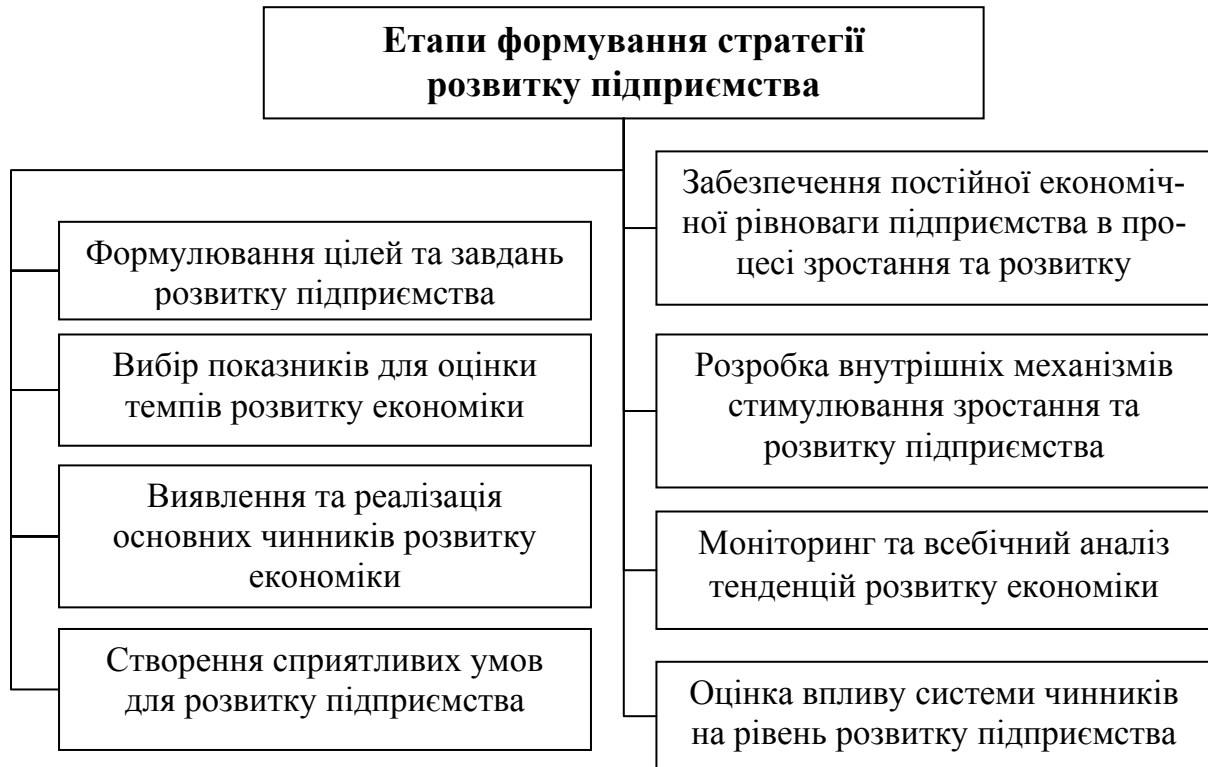 Етапи формування стратегії
розвитку підприємства
Формулювання цілей та завдань
розвитку підприємства
Вибір показників для оцінки
темпів розвитку економіки
Виявлення та реалізація
основних чинників розвитку
економіки
Створення сприятливих умов
для розвитку підприємства
Забезпечення постійної економіч-
ної рівноваги підприємства в про-
цесі зростання та розвитку
Розробка внутрішніх механізмів
стимулювання зростання та
розвитку підприємства
Моніторинг та всебічний аналіз
тенденцій розвитку економіки
Оцінка впливу системи чинників
на рівень розвитку підприємства